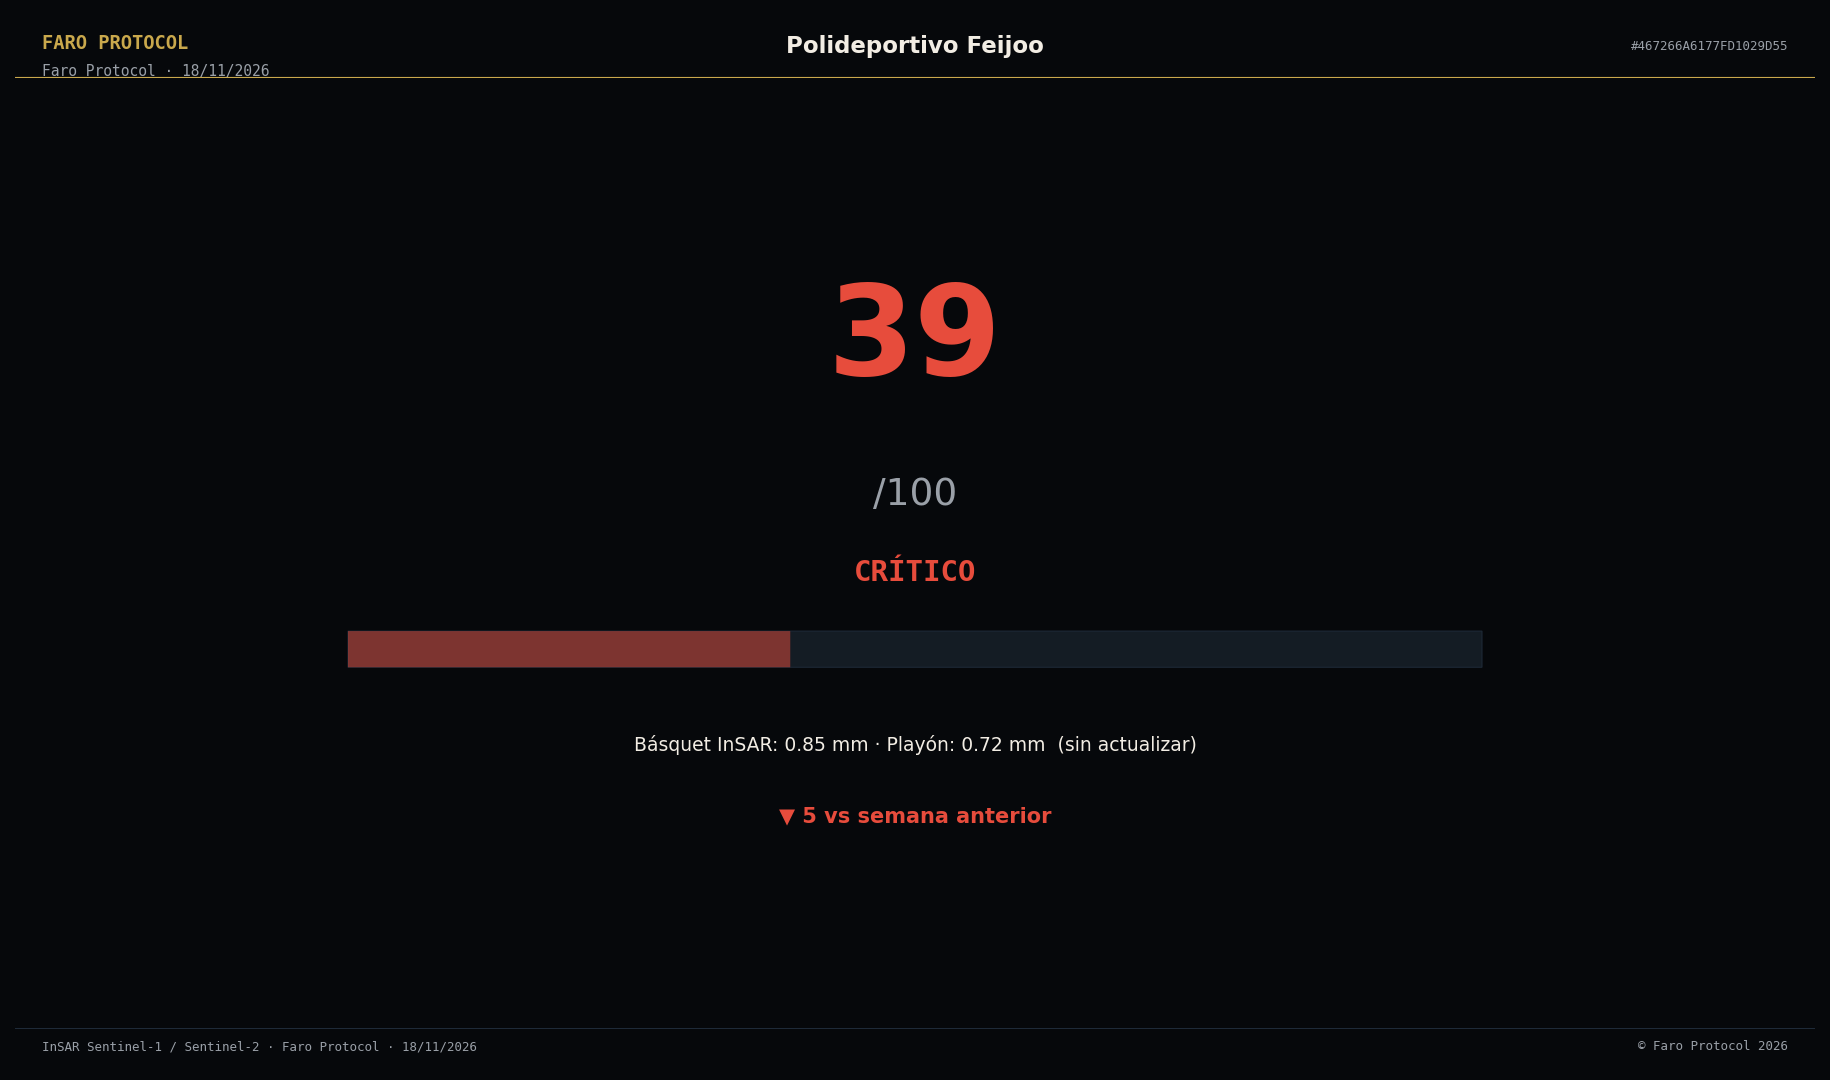 FARO PROTOCOL
Faro Protocol · 18/11/2026
Polideportivo Feijoo
#467266A6177FD1029D55
39
/100
CRÍTICO
Básquet InSAR: 0.85 mm · Playón: 0.72 mm  (sin actualizar)
▼ 5 vs semana anterior
InSAR Sentinel-1 / Sentinel-2 · Faro Protocol · 18/11/2026
© Faro Protocol 2026